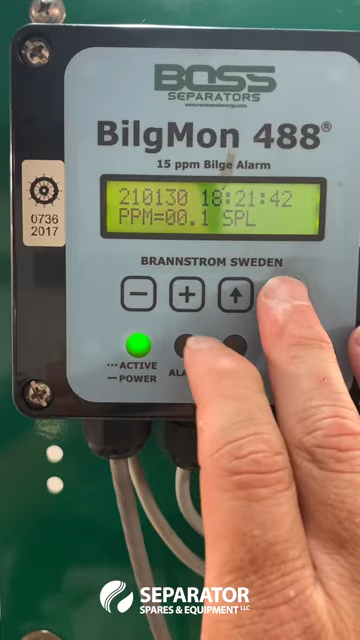 BOSS
SEPARATORS
BilgMon 488®
15 ppm Bilge Alarm
210130 18:21:42
PPM=00.1 SPL
0736
2017
BRANNSTROM SWEDEN
ACTIVE
POWER
SEPARATOR
SPARES & EQUIPMENT LLC